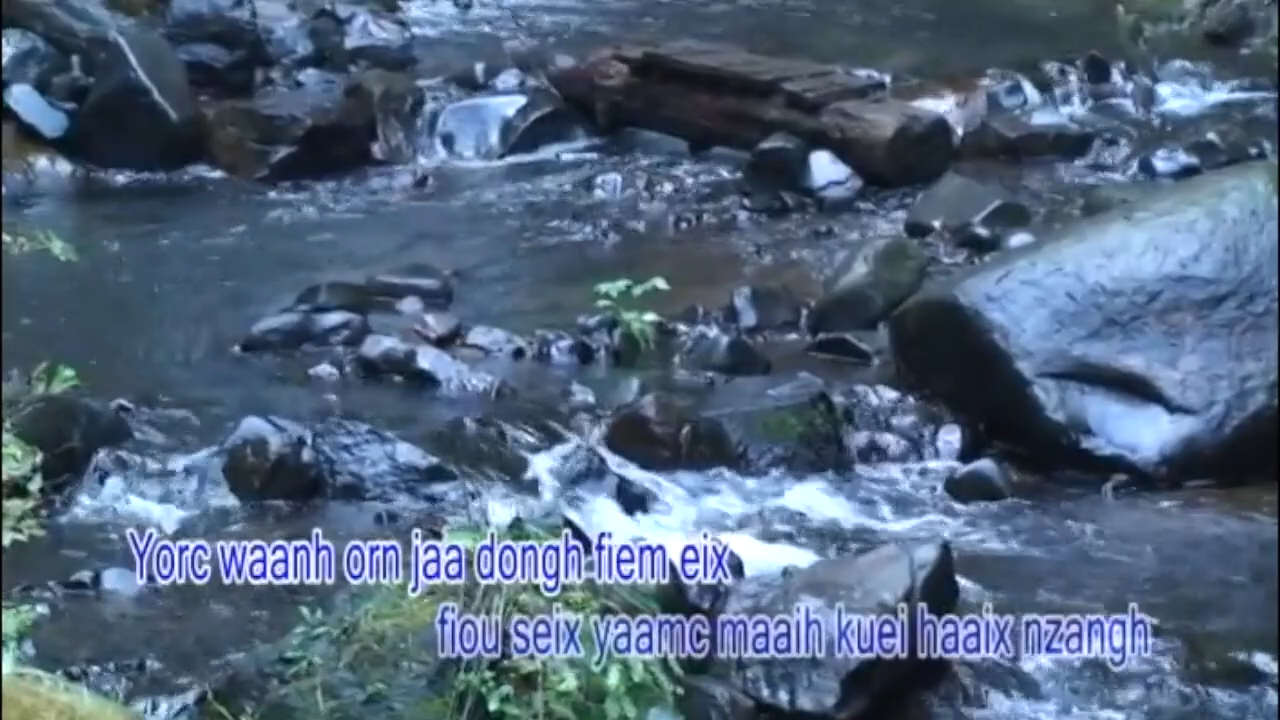 Yorc waanh orn jaa dongh fiem eix
fiou seix yaamc maaih kuei haaix nzangh